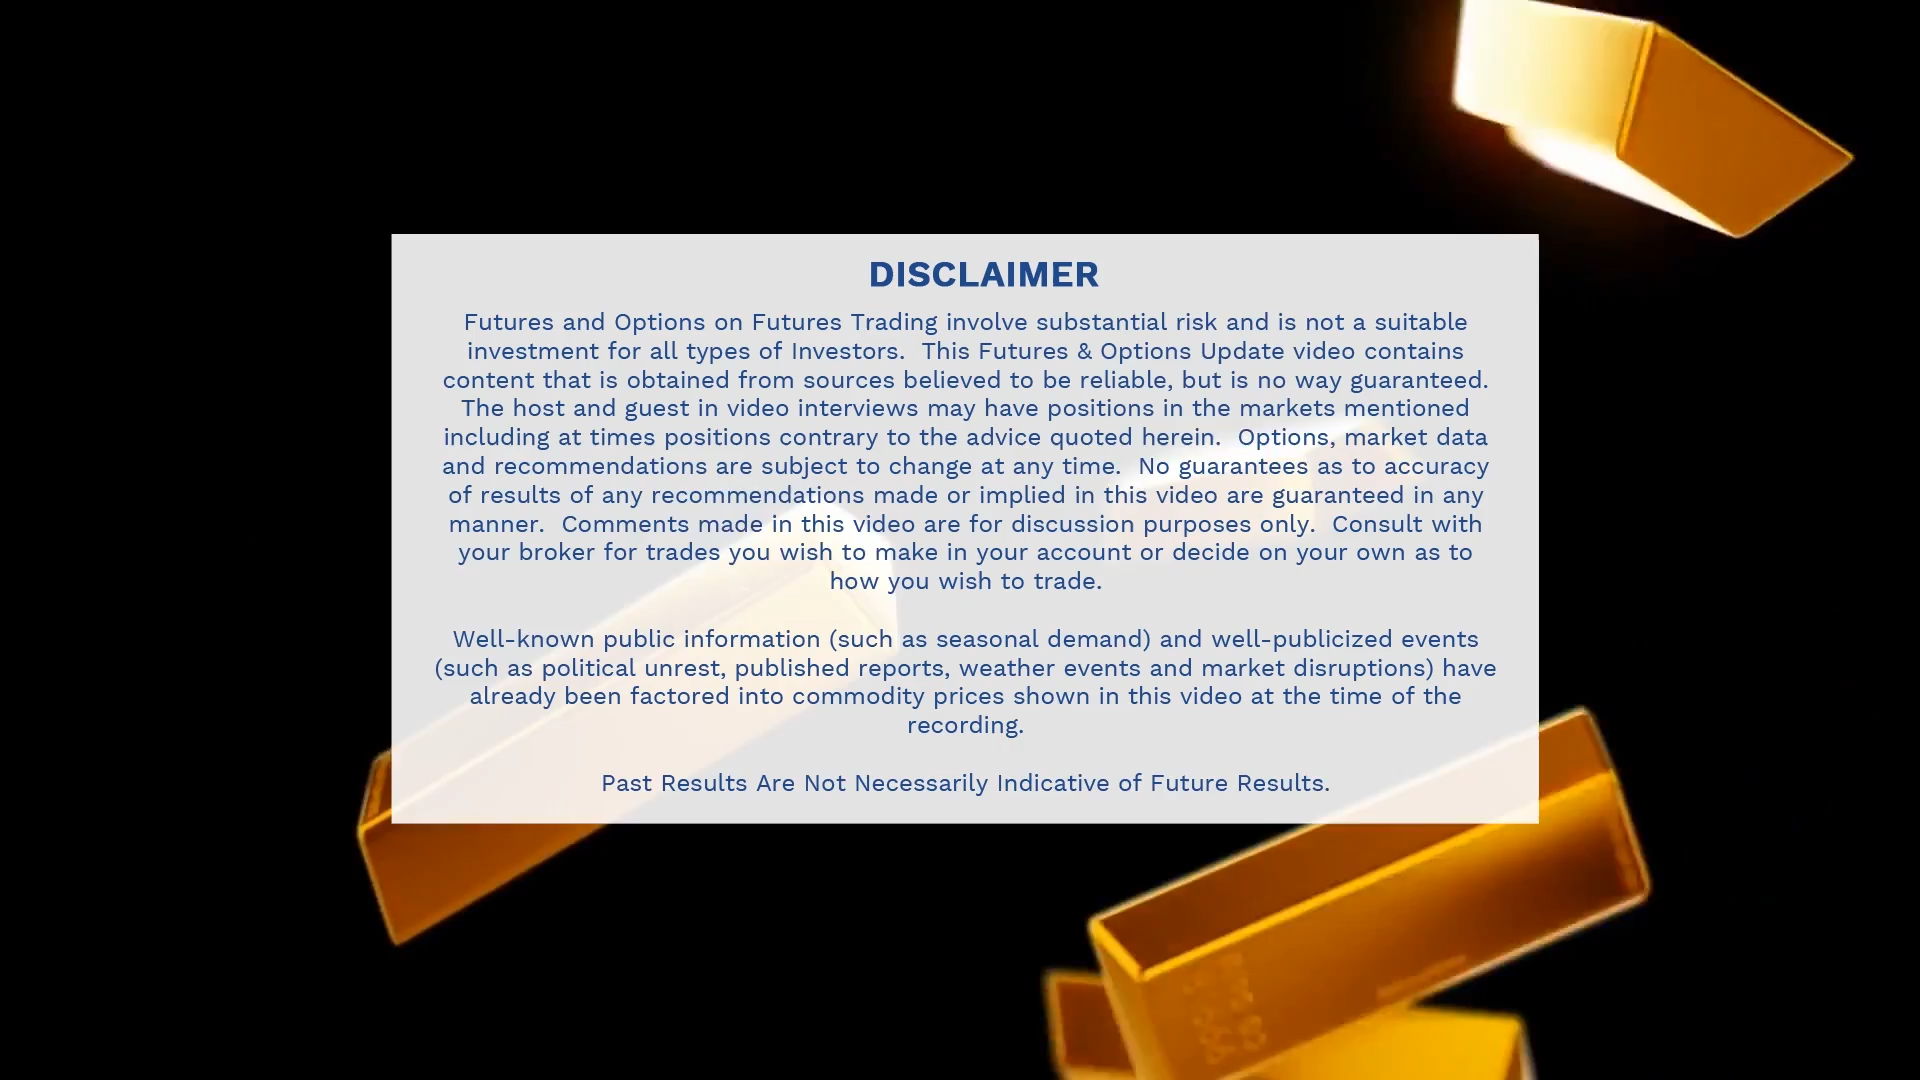 DISCLAIMER
Futures and Options on Futures Trading involve substantial risk and is not a suitable
investment for all types of Investors.  This Futures & Options Update video contains
content that is obtained from sources believed to be reliable, but is no way guaranteed.
The host and guest in video interviews may have positions in the markets mentioned
including at times positions contrary to the advice quoted herein.  Options, market data
and recommendations are subject to change at any time.  No guarantees as to accuracy
of results of any recommendations made or implied in this video are guaranteed in any
manner.  Comments made in this video are for discussion purposes only.  Consult with
your broker for trades you wish to make in your account or decide on your own as to
how you wish to trade.
Well-known public information (such as seasonal demand) and well-publicized events
(such as political unrest, published reports, weather events and market disruptions) have
already been factored into commodity prices shown in this video at the time of the
recording.
Past Results Are Not Necessarily Indicative of Future Results.